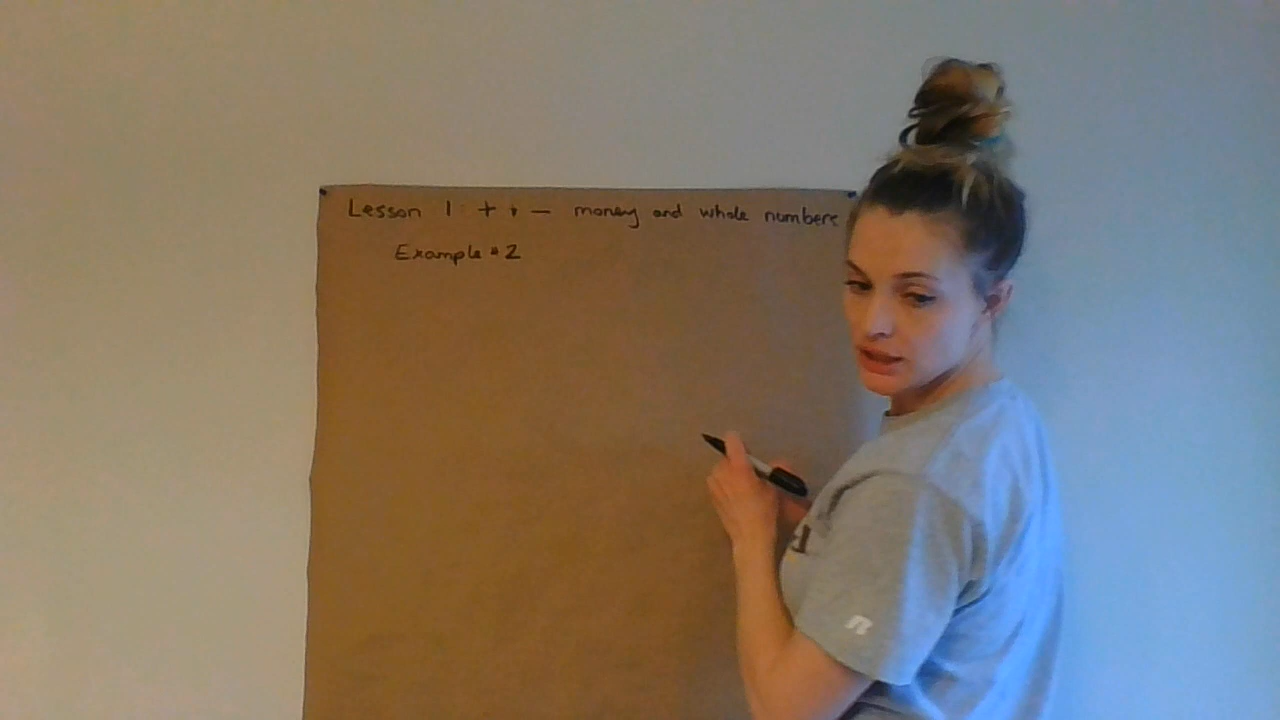 Lesson 1: + + − money and whole numbers
Example #2